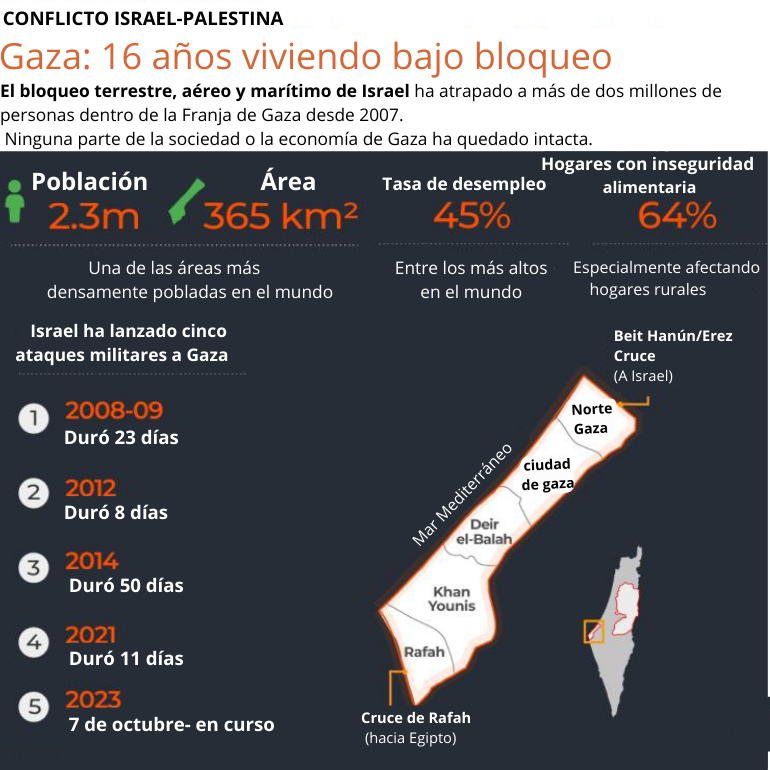 CONFLICTO ISRAEL-PALESTINA
Gaza: 16 años viviendo bajo bloqueo
El bloqueo terrestre, aéreo y marítimo de Israel ha atrapado a más de dos millones de
personas dentro de la Franja de Gaza desde 2007.
Ninguna parte de la sociedad o la economía de Gaza ha quedado intacta.
Población
2.3m
Área
365 km²
Una de las áreas más
densamente pobladas en el mundo
Tasa de desempleo
45%
Entre los más altos
en el mundo
Hogares con inseguridad
alimentaria
64%
Especialmente afectando
hogares rurales
Israel ha lanzado cinco
ataques militares a Gaza
1 2008-09
Duró 23 días
2 2012
Duró 8 días
3 2014
Duró 50 días
4 2021
Duró 11 días
5 2023
7 de octubre- en curso
Beit Hanún/Erez
Cruce
(A Israel)
Norte
Gaza
ciudad
de gaza
Mar Mediterráneo
Deir
el-Balah
Khan
Younis
Rafah
Cruce de Rafah
(hacia Egipto)